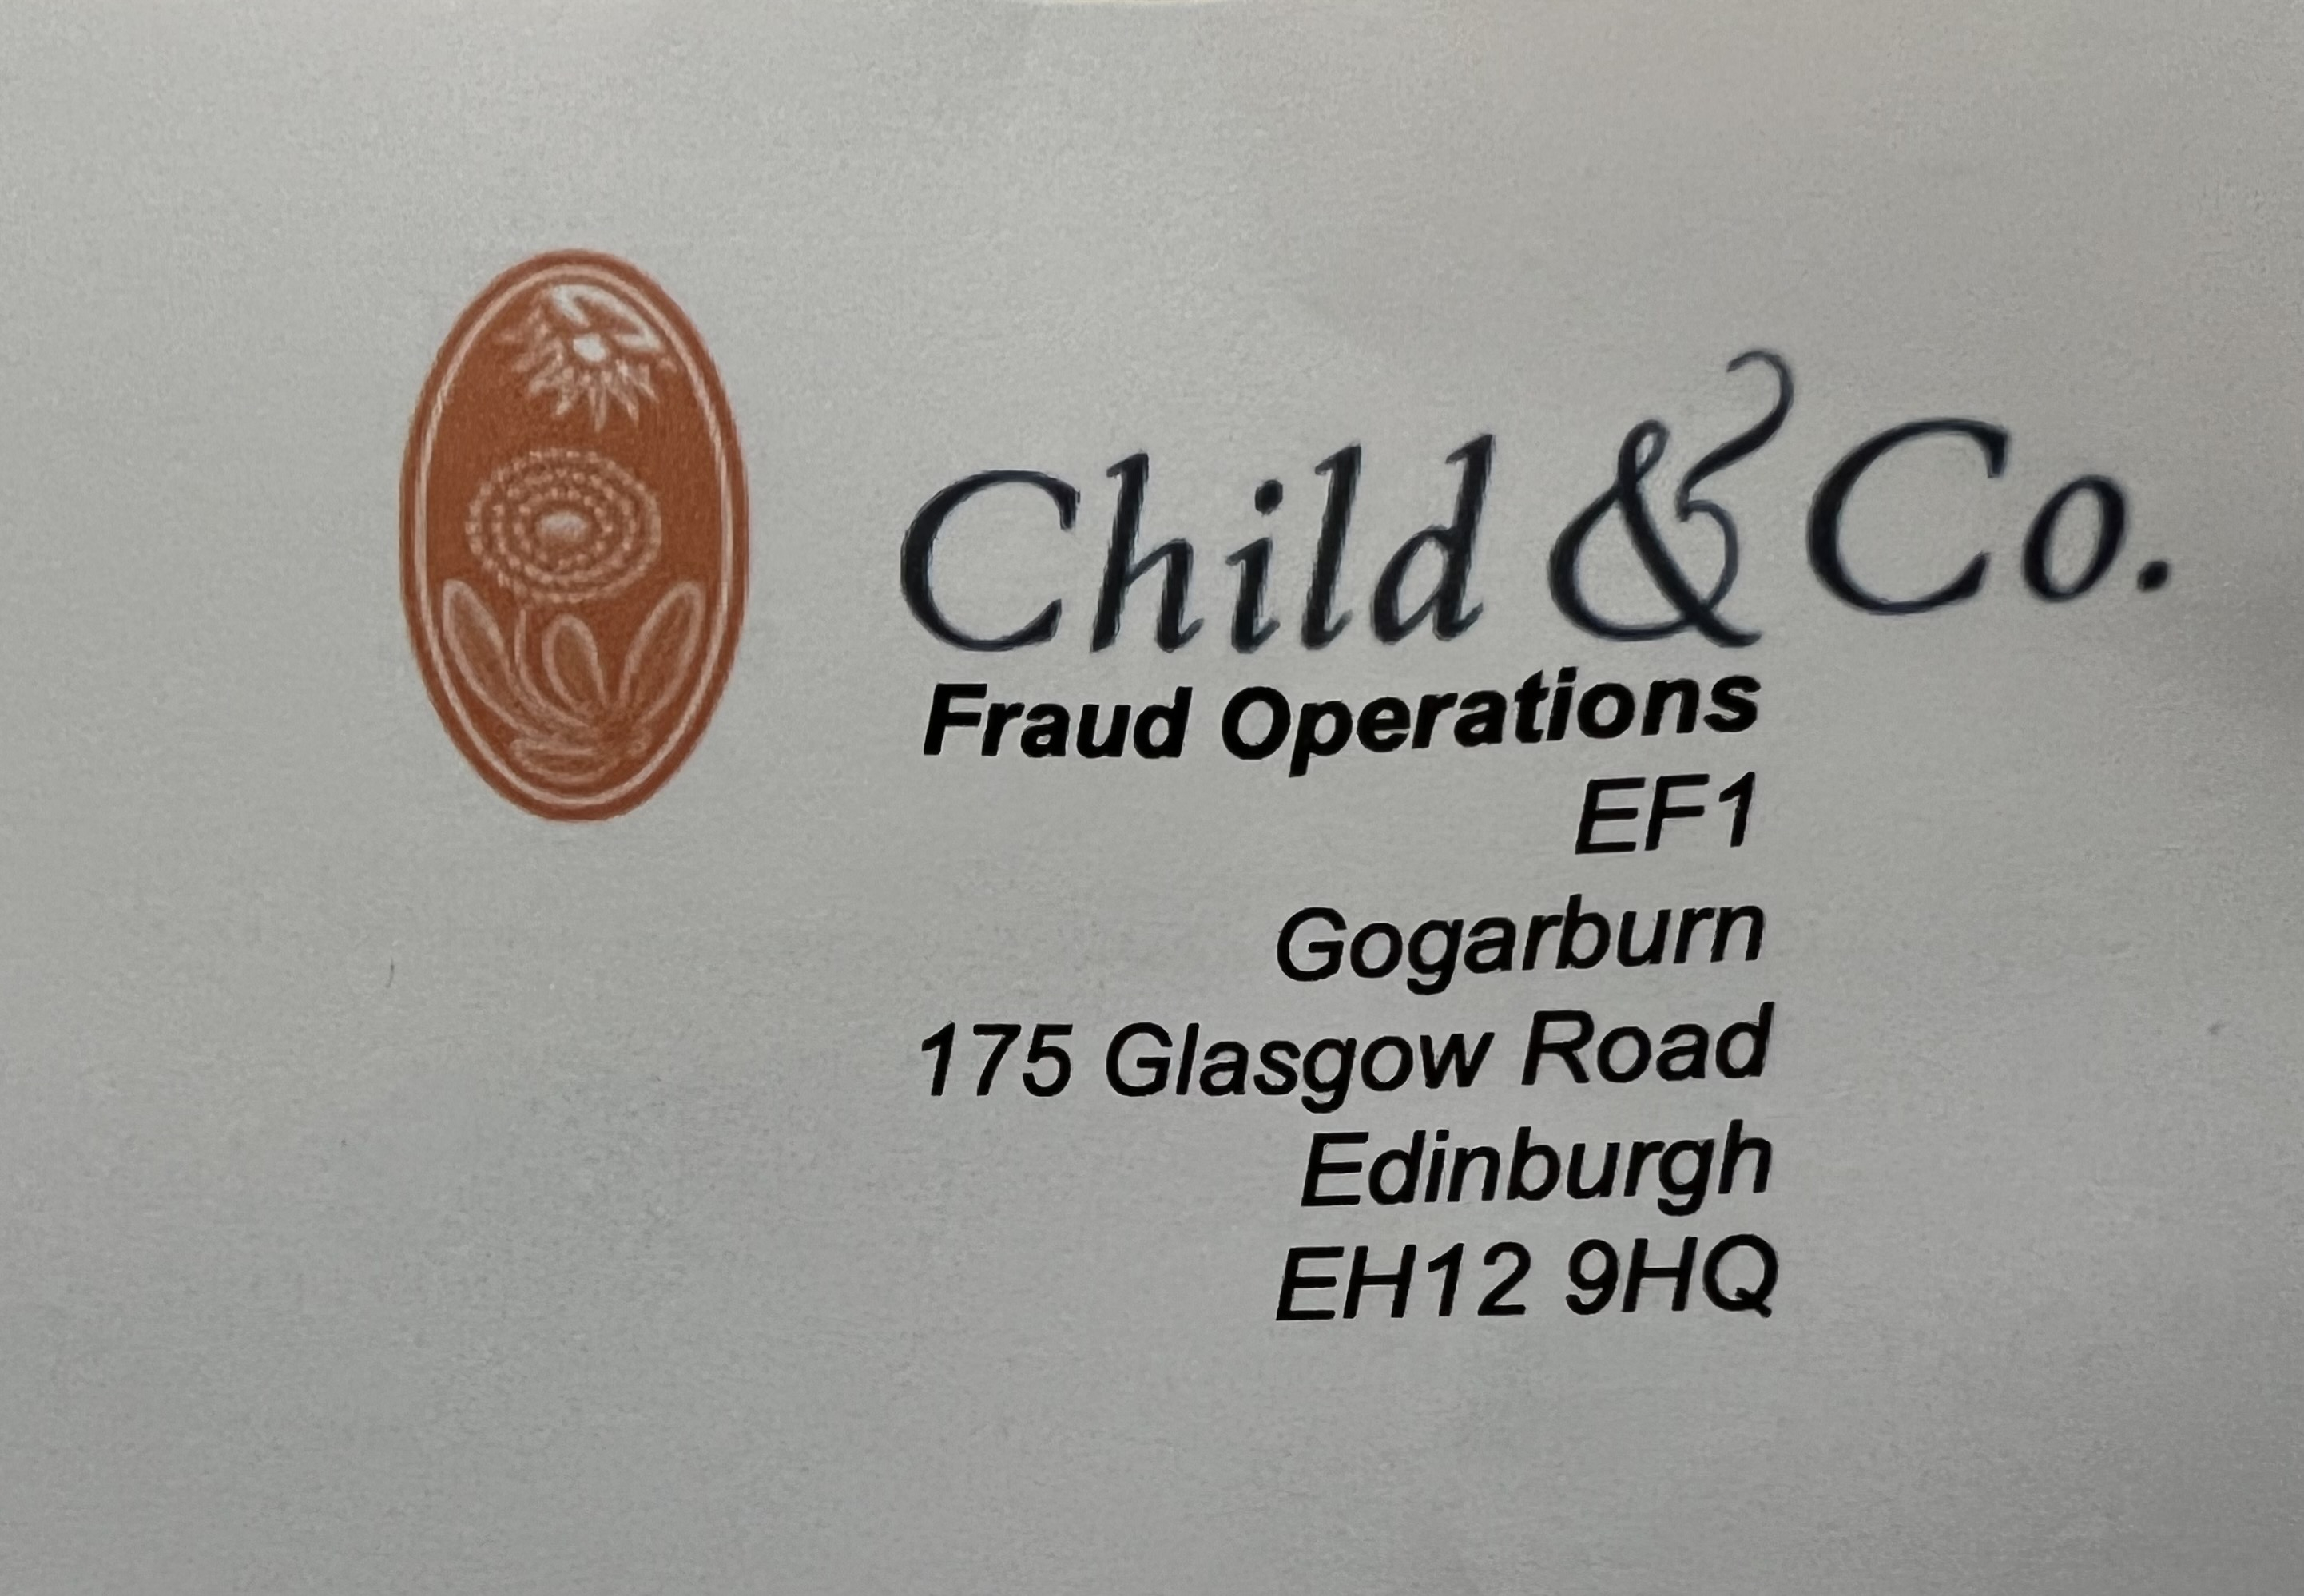 Child & Co.
Fraud Operations
EF1
Gogarburn
175 Glasgow Road
Edinburgh
EH12 9HQ